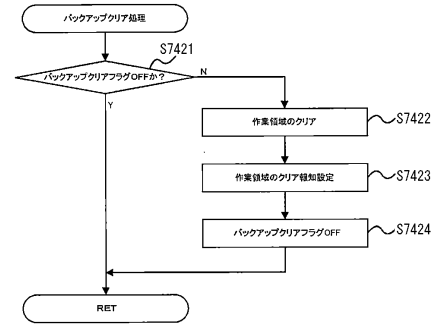 バックアップクリア処理
S7421
バックアップクリアフラグOFFか？
N
Y
作業領域のクリア
S7422
作業領域のクリア報知設定
S7423
バックアップクリアフラグOFF
S7424
RET